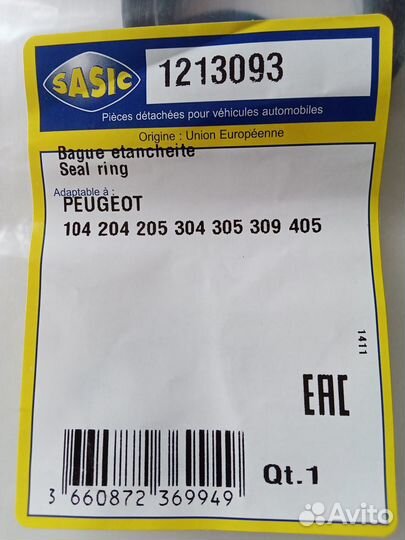 SASIC
1213093
Pièces détachées pour véhicules automobiles
Origine : Union Européenne
Bague etancheite
Seal ring
Adaptable à :
PEUGEOT
104 204 205 304 305 309 405
1411
EAC
Qt.1
3 660872 369949
Avito